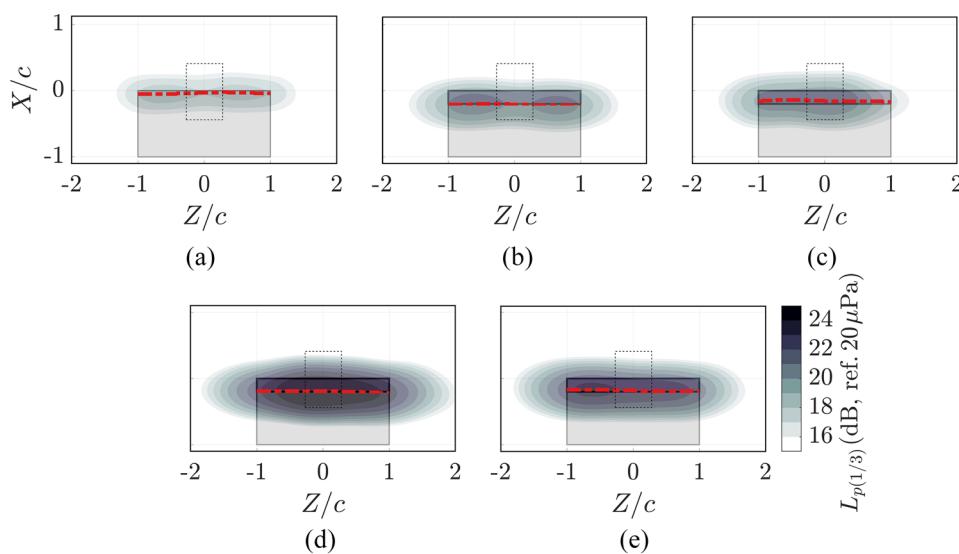 1
0
-1
X/c
-2 -1 0 1 2
Z/c
(a)
-2 -1 0 1 2
Z/c
(b)
-2 -1 0 1 2
Z/c
(c)
-2 -1 0 1 2
Z/c
(d)
-2 -1 0 1 2
Z/c
(e)
24
22
20
18
16
L_{p(1/3)} (dB, ref. 20 μPa)